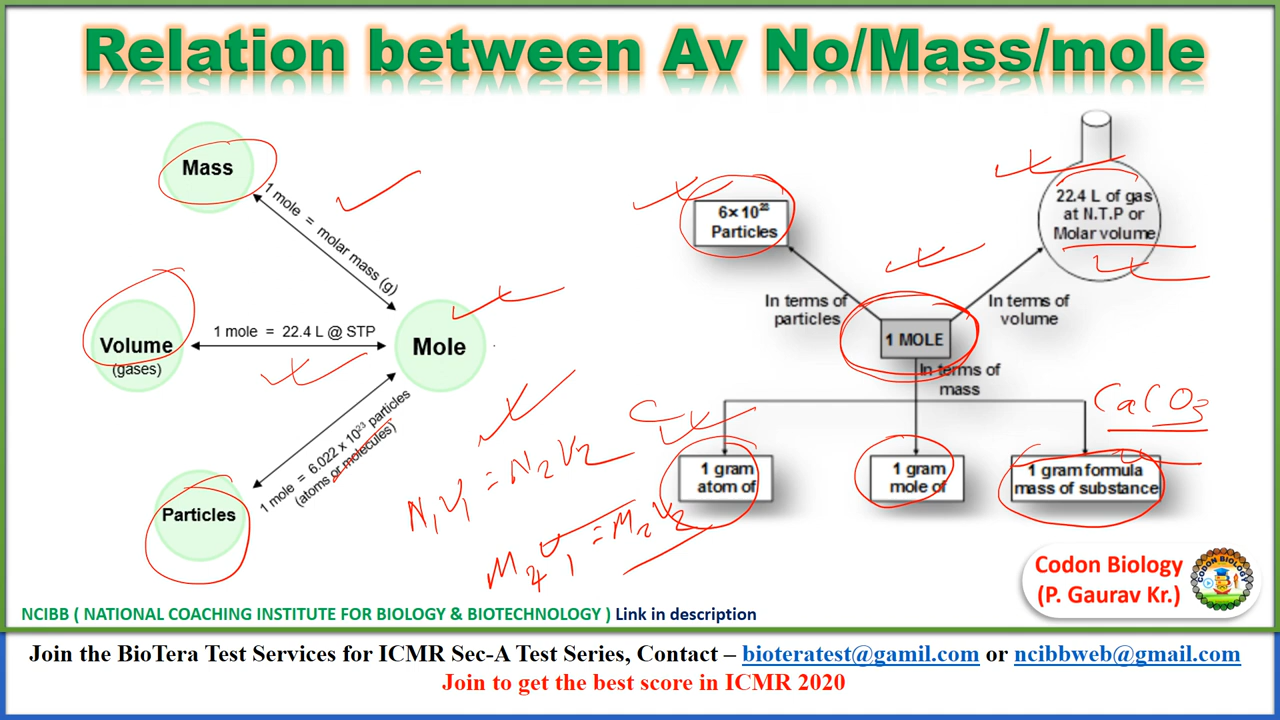 Relation between Av No/Mass/mole
Mass
1 mole = molar mass (g)
Volume
(gases)
1 mole = 22.4 L @ STP
Mole
1 mole = 6.022 x 10²³ particles
(atoms or molecules)
Particles
N₁V₁ = N₂V₂
= M₂V₂
6×10²³
Particles
22.4 L of gas
at N.T.P or
Molar volume
In terms of
particles
In terms of
volume
1 MOLE
In terms of
mass
C
CaCO₃
1 gram
atom of
1 gram
mole of
1 gram formula
mass of substance
Codon Biology
(P. Gaurav Kr.)
CODON BIOLOGY
NCIBB ( NATIONAL COACHING INSTITUTE FOR BIOLOGY & BIOTECHNOLOGY ) Link in description
Join the BioTera Test Services for ICMR Sec-A Test Series, Contact – bioteratest@gamil.com or ncibbweb@gmail.com
Join to get the best score in ICMR 2020